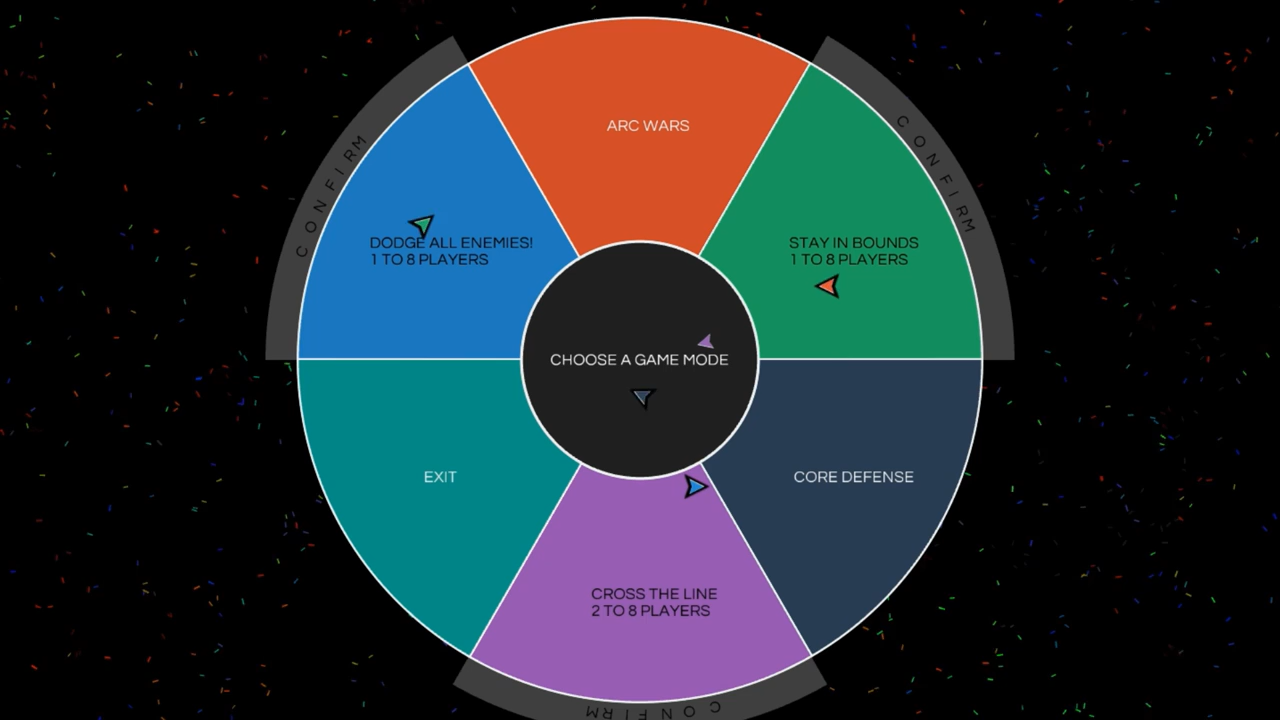 ARC WARS
CONFIRM
CONFIRM
DODGE ALL ENEMIES!
1 TO 8 PLAYERS
STAY IN BOUNDS
1 TO 8 PLAYERS
CHOOSE A GAME MODE
EXIT
CORE DEFENSE
CROSS THE LINE
2 TO 8 PLAYERS
CONFIRM